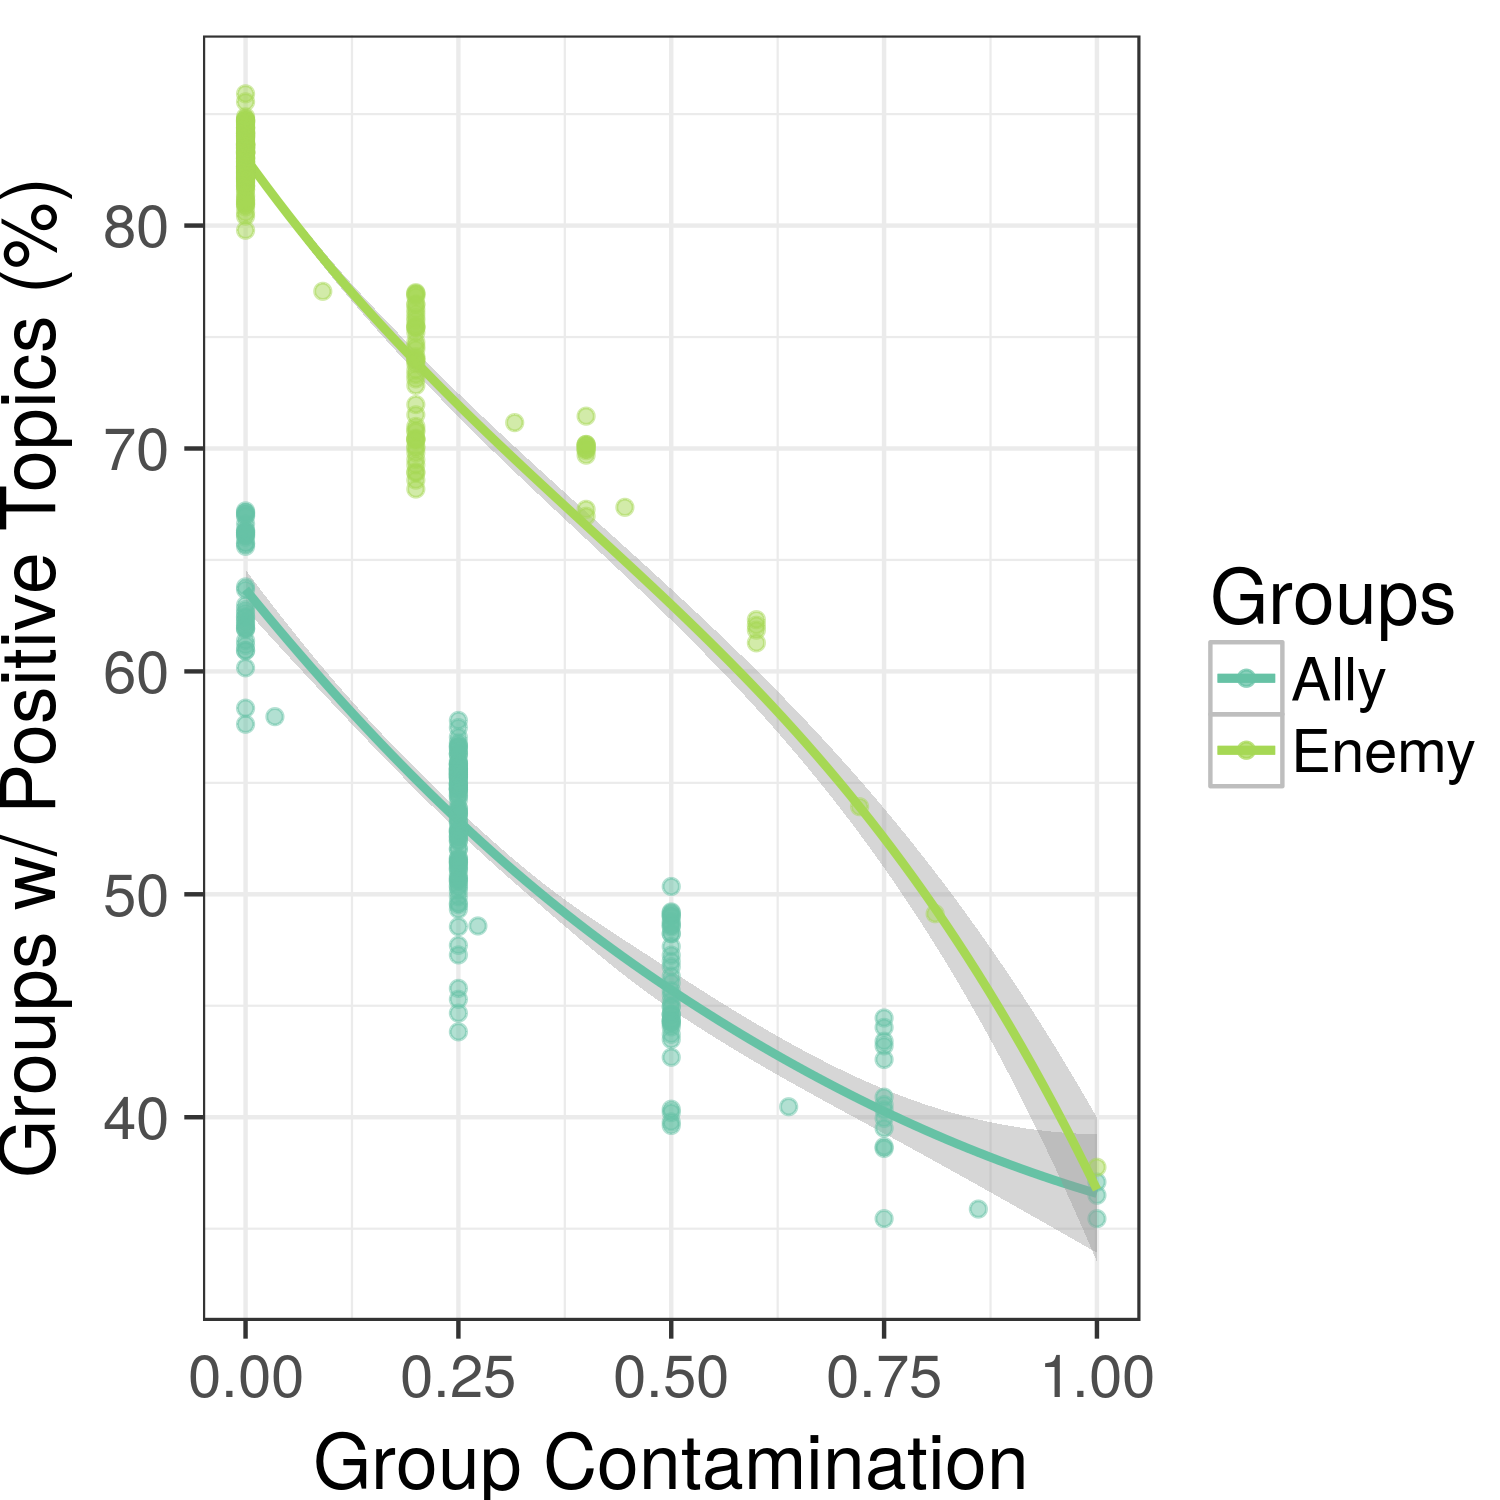 Groups w/ Positive Topics (%)
80
70
60
50
40
0.00 0.25 0.50 0.75 1.00
Group Contamination
Groups
Ally
Enemy